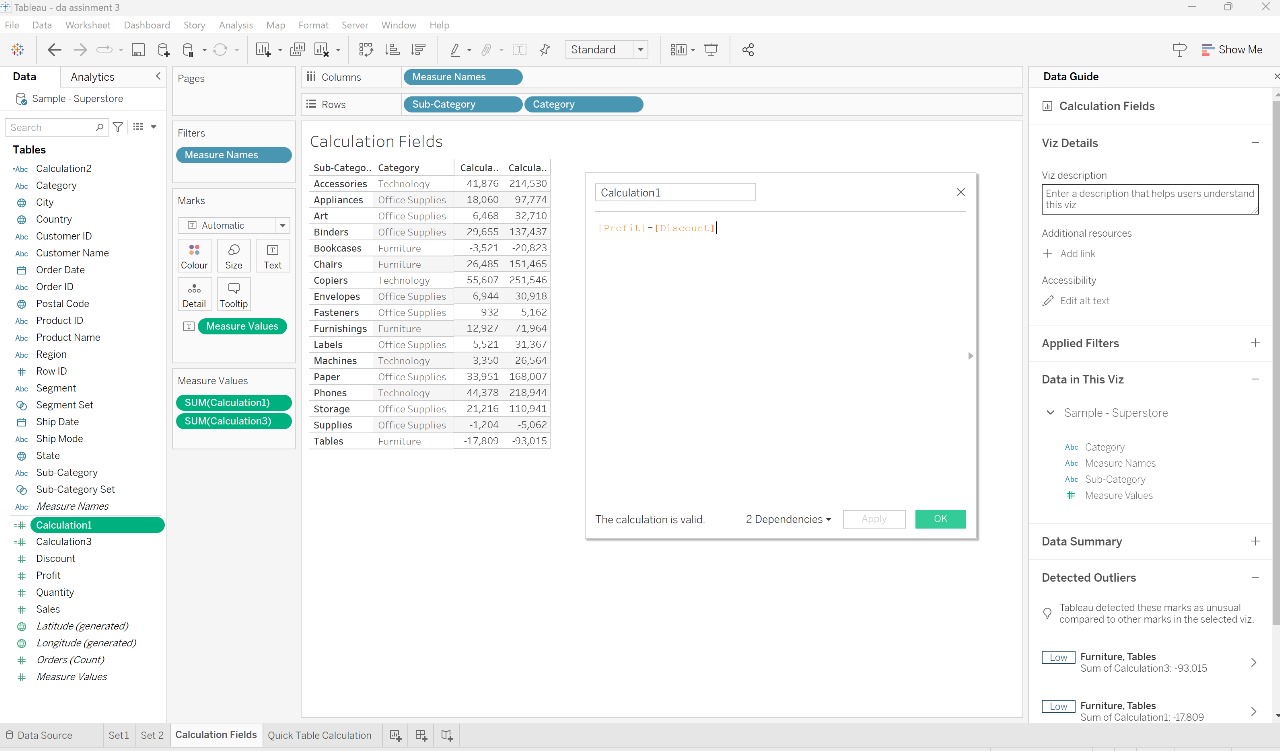 Tableau - da assinment 3
File Data Worksheet Dashboard Story Analysis Map Format Server Window Help
Standard
Show Me
Data Analytics
Sample - Superstore
Search
Tables
Abc Calculation2
Abc Category
City
Country
Abc Customer ID
Abc Customer Name
Order Date
Abc Order ID
Postal Code
Abc Product ID
Abc Product Name
Abc Region
Row ID
Abc Segment
Segment Set
Ship Date
Abc Ship Mode
State
Abc Sub-Category
Sub-Category Set
Abc Measure Names
Calculation1
Calculation3
Discount
Profit
Quantity
Sales
Latitude (generated)
Longitude (generated)
Orders (Count)
Measure Values
Pages
Filters
Measure Names
Marks
Automatic
Colour Size Text
Detail Tooltip
Measure Values
Measure Values
SUM(Calculation1)
SUM(Calculation3)
Columns Measure Names
Rows Sub-Category Category
Calculation Fields
Sub-Catego.. Category Calcula.. Calcula..
Accessories Technology 41,876 214,530
Appliances Office Supplies 18,060 97,774
Art Office Supplies 6,468 32,710
Binders Office Supplies 29,655 137,437
Bookcases Furniture -3,521 -20,823
Chairs Furniture 26,485 151,465
Copiers Technology 55,607 251,546
Envelopes Office Supplies 6,944 30,918
Fasteners Office Supplies 932 5,162
Furnishings Furniture 12,927 71,964
Labels Office Supplies 5,521 31,367
Machines Technology 3,350 26,564
Paper Office Supplies 33,951 168,007
Phones Technology 44,378 218,944
Storage Office Supplies 21,216 110,941
Supplies Office Supplies -1,204 -5,062
Tables Furniture -17,809 -93,015
Calculation1
[Profit]-[Discount]
The calculation is valid. 2 Dependencies Apply OK
Data Guide
Calculation Fields
Viz Details
Viz description
Enter a description that helps users understand
this viz
Additional resources
Add link
Accessibility
Edit alt text
Applied Filters
Data in This Viz
Sample - Superstore
Abc Category
Abc Measure Names
Abc Sub-Category
Measure Values
Data Summary
Detected Outliers
Tableau detected these marks as unusual
compared to other marks in the selected viz.
Low Furniture, Tables
Sum of Calculation3: -93,015
Low Furniture, Tables
Sum of Calculation1: -17,809
Data Source Set1 Set 2 Calculation Fields Quick Table Calculation